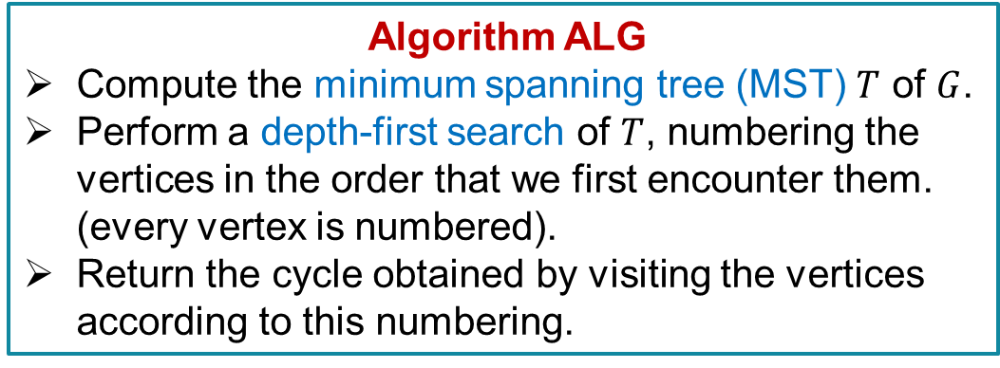 Algorithm ALG
➢ Compute the minimum spanning tree (MST) 𝑇 of 𝐺.
➢ Perform a depth-first search of 𝑇, numbering the
vertices in the order that we first encounter them.
(every vertex is numbered).
➢ Return the cycle obtained by visiting the vertices
according to this numbering.